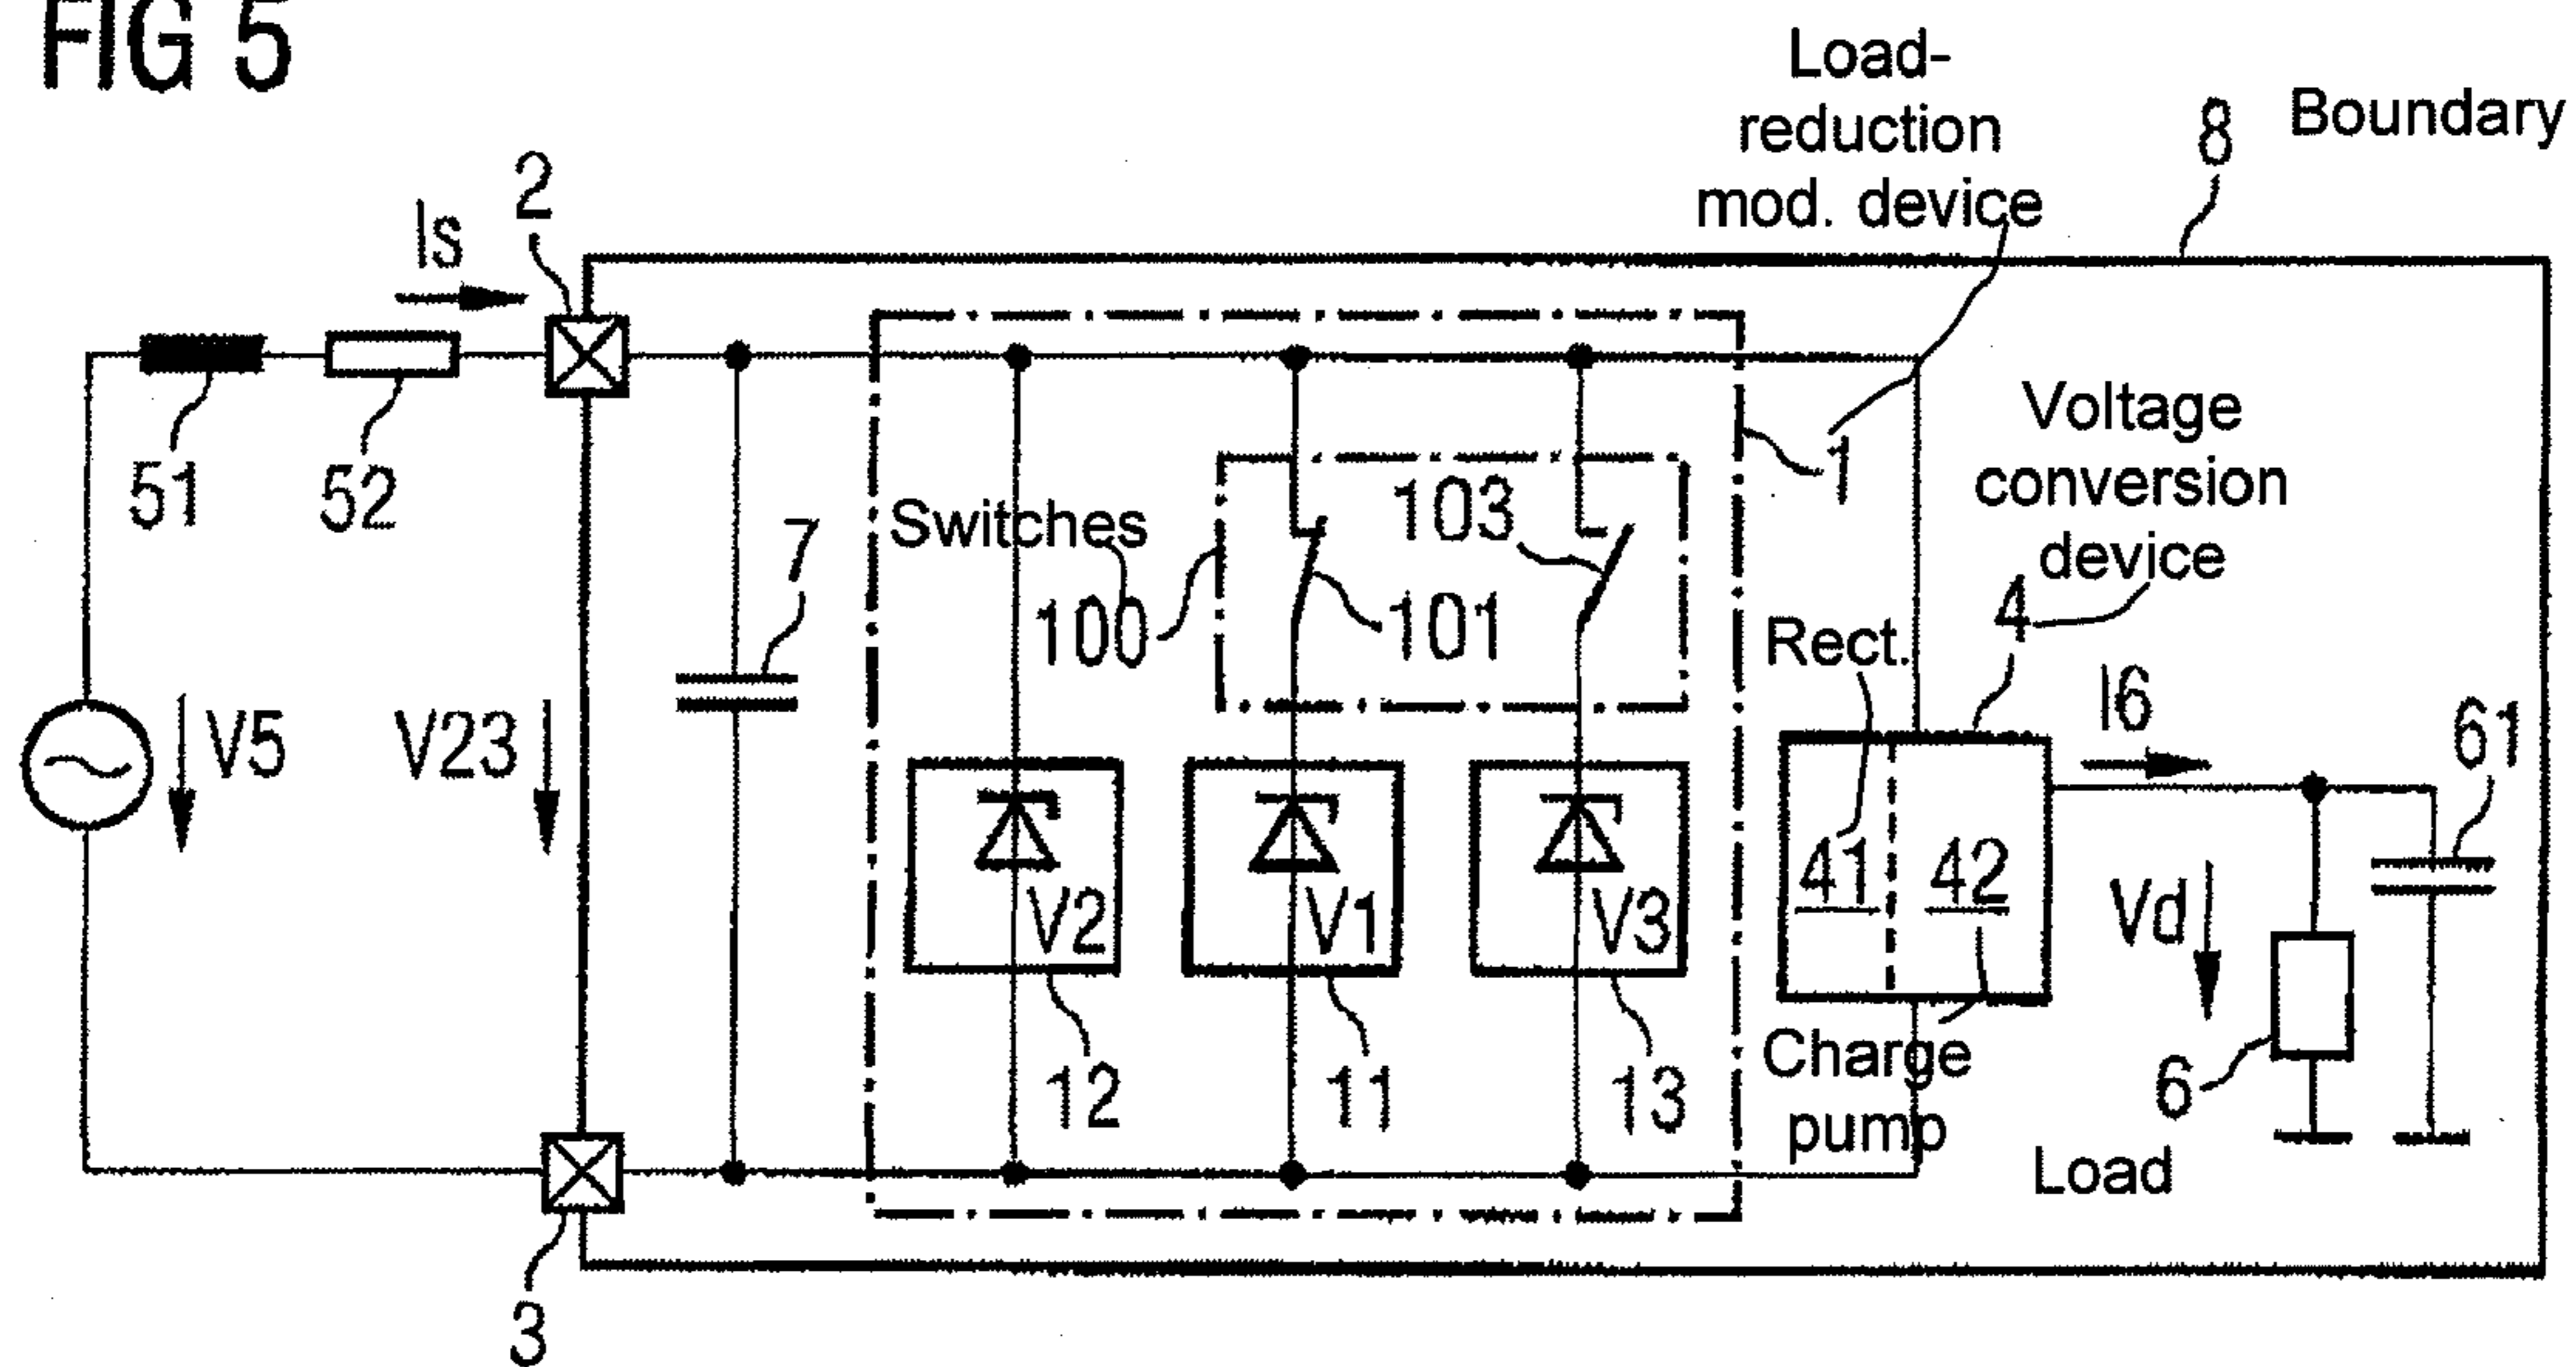 FIG 5
Load-
reduction
mod. device
8 Boundary
2
Is
51
52
Switches
7
100
101
103
1
Voltage
conversion
device
4
Rect.
I6
61
V5
V23
V2
V1
V3
41
42
Vd
12
11
13
Charge
pump
6
Load
3